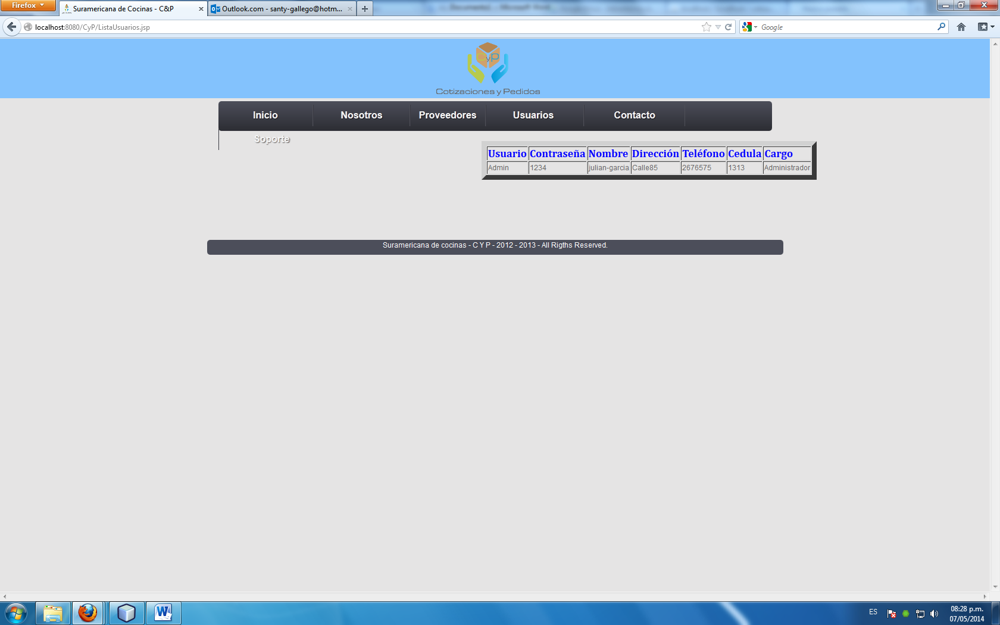 Firefox
Suramericana de Cocinas - C&P
Outlook.com - santy-gallego@hotm...
localhost:8080/CyP/ListaUsuarios.jsp
Google
CyP
Cotizaciones y Pedidos
Inicio Nosotros Proveedores Usuarios Contacto
Soporte
Usuario Contraseña Nombre Dirección Teléfono Cedula Cargo
Admin 1234 julian-garcia Calle85 2676575 1313 Administrador
Suramericana de cocinas - C Y P - 2012 - 2013 - All Rigths Reserved.
ES
08:28 p.m.
07/05/2014